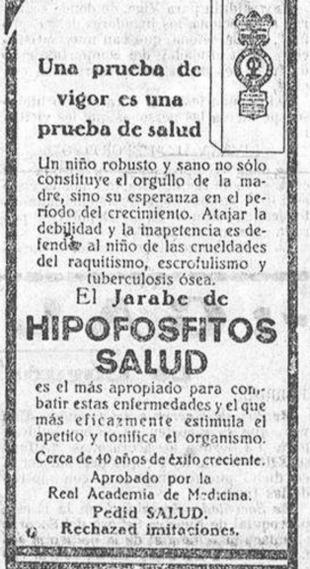 Una prueba de
vigor es una
prueba de salud
Un niño robusto y sano no sólo
constituye el orgullo de la ma-
dre, sino su esperanza en el pe-
ríodo del crecimiento. Atajar la
debilidad y la inapetencia es de-
fender al niño de las crueldades
del raquitismo, escrofulismo y
tuberculosis ósea.
El Jarabe de
HIPOFOSFITOS
SALUD
es el más apropiado para com-
batir estas enfermedades y el que
más eficazmente estimula el
apetito y tonifica el organismo.
Cerca de 40 años de éxito creciente.
Aprobado por la
Real Academia de Medicina.
Pedid SALUD.
Rechazad imitaciones.